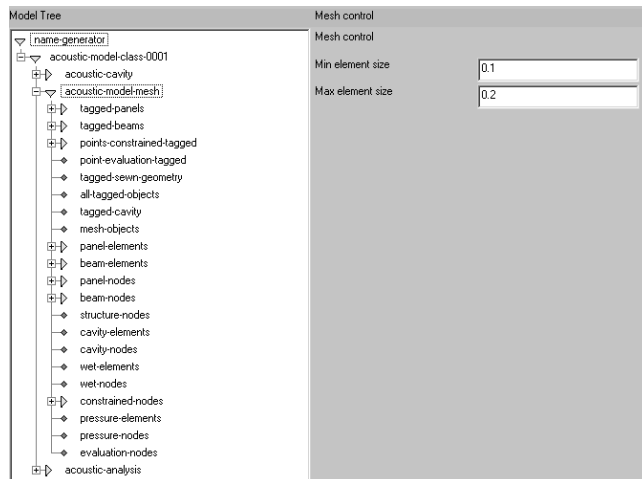 Model Tree
Mesh control
name-generator
acoustic-model-class-0001
acoustic-cavity
acoustic-model-mesh
tagged-panels
tagged-beams
points-constrained-tagged
point-evaluation-tagged
tagged-sewn-geometry
all-tagged-objects
tagged-cavity
mesh-objects
panel-elements
beam-elements
panel-nodes
beam-nodes
structure-nodes
cavity-elements
cavity-nodes
wet-elements
wet-nodes
constrained-nodes
pressure-elements
pressure-nodes
evaluation-nodes
acoustic-analysis
Mesh control
Min element size 0.1
Max element size 0.2